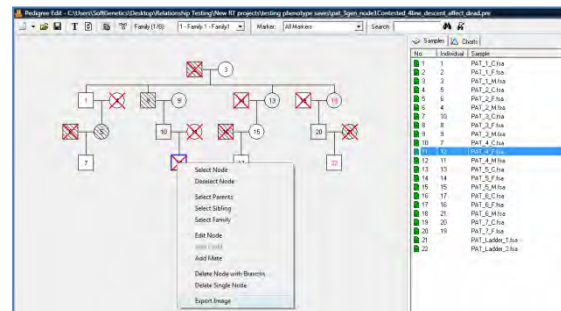 Pedigree Edit - C:\Users\SoftGenetics\Desktop\Relationship Testing\New RT projects\testing phenotype saves\pat_5gen_node1Contested_4line_descent_affect_dead.pre
Family (1/8): 1 - Family 1 - Family1 Marker: All Markers Search:
Samples Charts
No Individual Sample
1 1 PAT_1_C.fsa
2 2 PAT_1_F.fsa
3 3 PAT_1_M.fsa
4 5 PAT_2_C.fsa
5 6 PAT_2_F.fsa
6 4 PAT_2_M.fsa
7 10 PAT_3_C.fsa
8 8 PAT_3_F.fsa
9 9 PAT_3_M.fsa
10 7 PAT_4_C.fsa
11 12 PAT_4_F.fsa
12 11 PAT_4_M.fsa
13 13 PAT_5_C.fsa
14 14 PAT_5_F.fsa
15 15 PAT_5_M.fsa
16 17 PAT_6_C.fsa
17 16 PAT_6_F.fsa
18 21 PAT_6_M.fsa
19 20 PAT_7_C.fsa
20 19 PAT_7_F.fsa
21 PAT_Ladder_1.fsa
22 PAT_Ladder_2.fsa
3
1 9 13 19
10 15 20
7 22
Select Node
Deselect Node
Select Parents
Select Sibling
Select Family
Edit Node
Add Child
Add Mate
Delete Node with Branches
Delete Single Node
Export Image